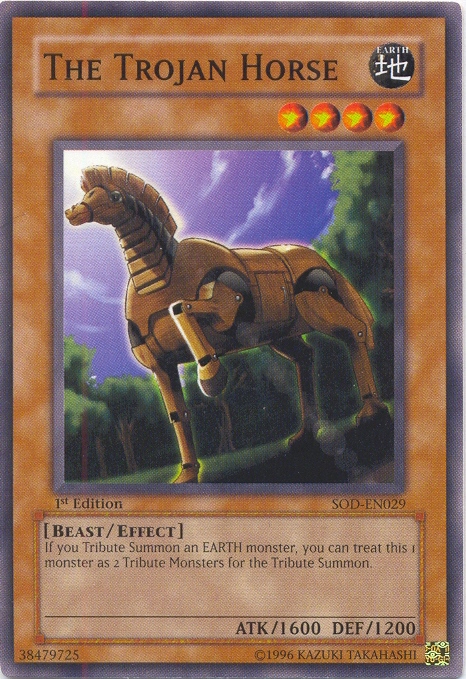 The Trojan Horse
EARTH
地
1st Edition
SOD-EN029
[Beast/Effect]
If you Tribute Summon an EARTH monster, you can treat this 1
monster as 2 Tribute Monsters for the Tribute Summon.
ATK/1600 DEF/1200
38479725
©1996 KAZUKI TAKAHASHI